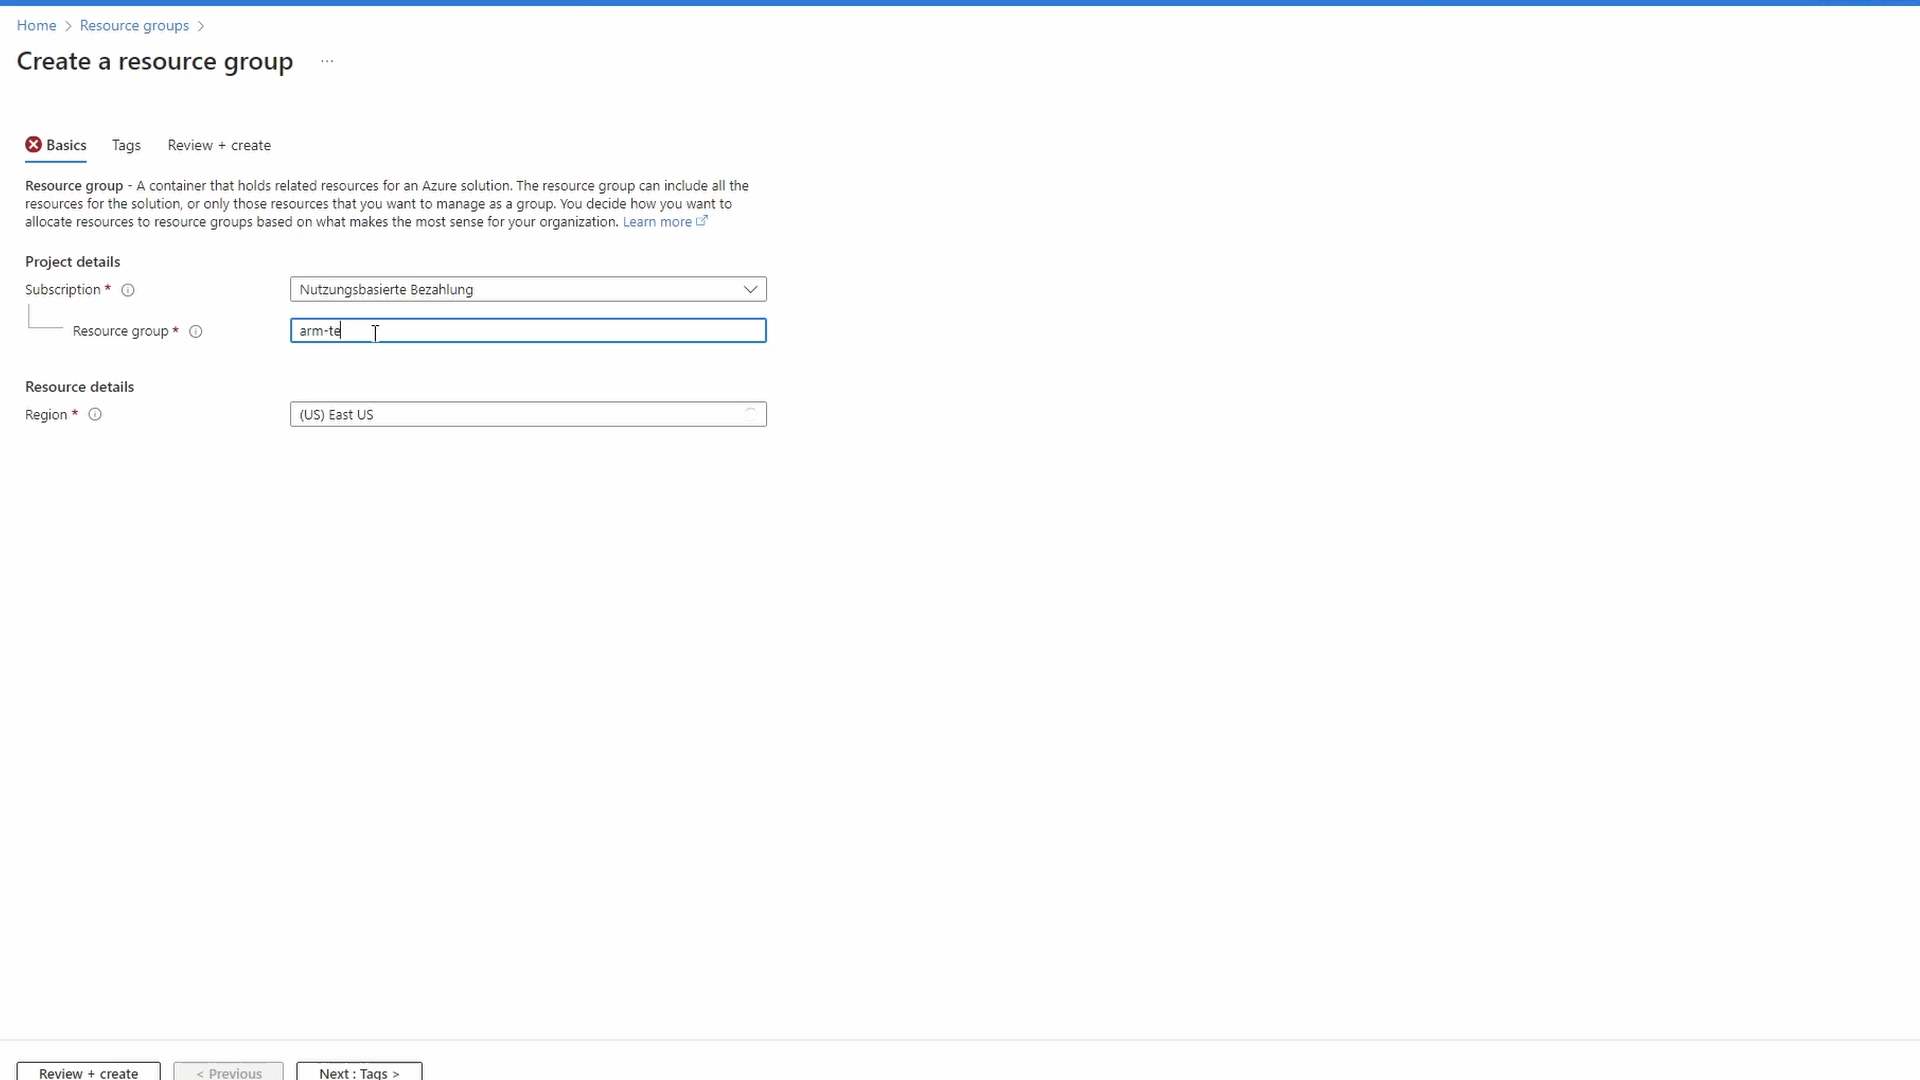 Home > Resource groups >
Create a resource group ...
Basics Tags Review + create
Resource group - A container that holds related resources for an Azure solution. The resource group can include all the
resources for the solution, or only those resources that you want to manage as a group. You decide how you want to
allocate resources to resource groups based on what makes the most sense for your organization. Learn more
Project details
Subscription * Nutzungsbasierte Bezahlung
Resource group * arm-te
Resource details
Region * (US) East US
Review + create < Previous Next : Tags >